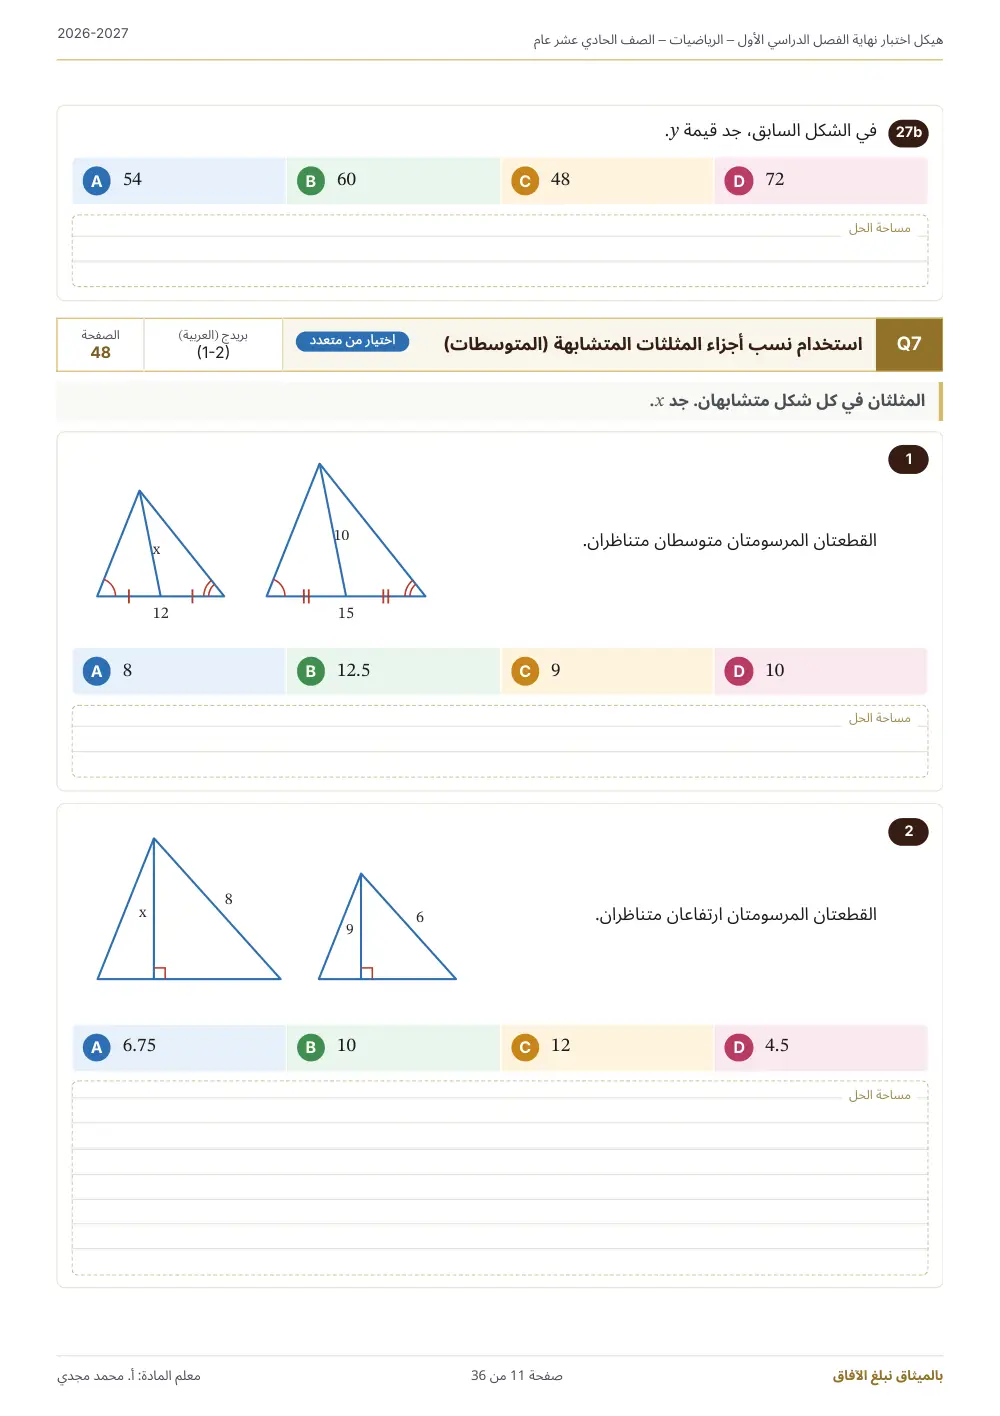 هيكل اختبار نهاية الفصل الدراسي الأول – الرياضيات – الصف الحادي عشر عام
2026-2027
27b في الشكل السابق، جد قيمة y.
A 54 B 60 C 48 D 72
مساحة الحل
Q7 استخدام نسب أجزاء المثلثات المتشابهة (المتوسطات) اختيار من متعدد
بريدج (العربية)
(1-2)
الصفحة
48
المثلثان في كل شكل متشابهان. جد x.
1
القطعتان المرسومتان متوسطان متناظران.
x 10
12 15
A 8 B 12.5 C 9 D 10
مساحة الحل
2
القطعتان المرسومتان ارتفاعان متناظران.
x 8 9 6
A 6.75 B 10 C 12 D 4.5
مساحة الحل
بالميثاق نبلغ الآفاق
صفحة 11 من 36
معلم المادة: أ. محمد مجدي